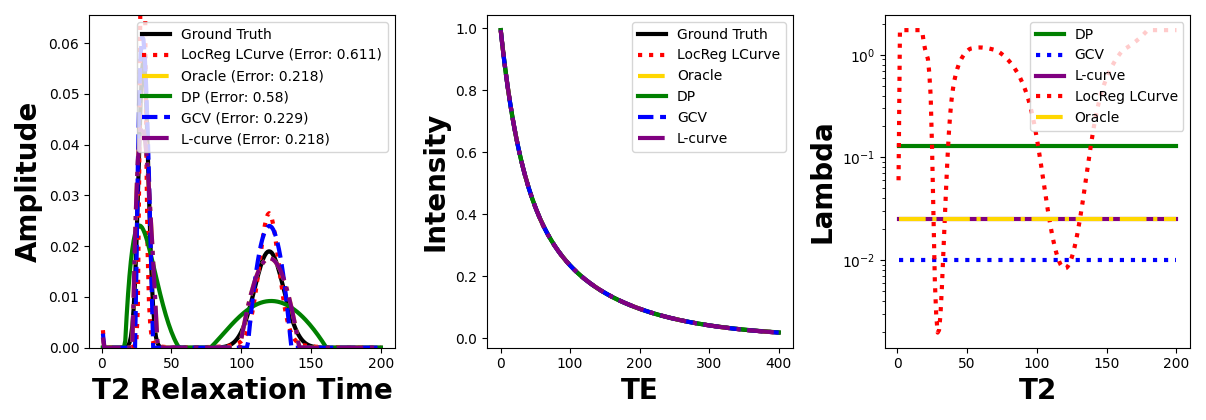 Amplitude
0.06
0.05
0.04
0.03
0.02
0.01
0.00
0 50 100 150 200
T2 Relaxation Time
Ground Truth
LocReg LCurve (Error: 0.611)
Oracle (Error: 0.218)
DP (Error: 0.58)
GCV (Error: 0.229)
L-curve (Error: 0.218)
Intensity
1.0
0.8
0.6
0.4
0.2
0.0
0 100 200 300 400
TE
Ground Truth
LocReg LCurve
Oracle
DP
GCV
L-curve
Lambda
10⁰
10⁻¹
10⁻²
0 50 100 150 200
T2
DP
GCV
L-curve
LocReg LCurve
Oracle